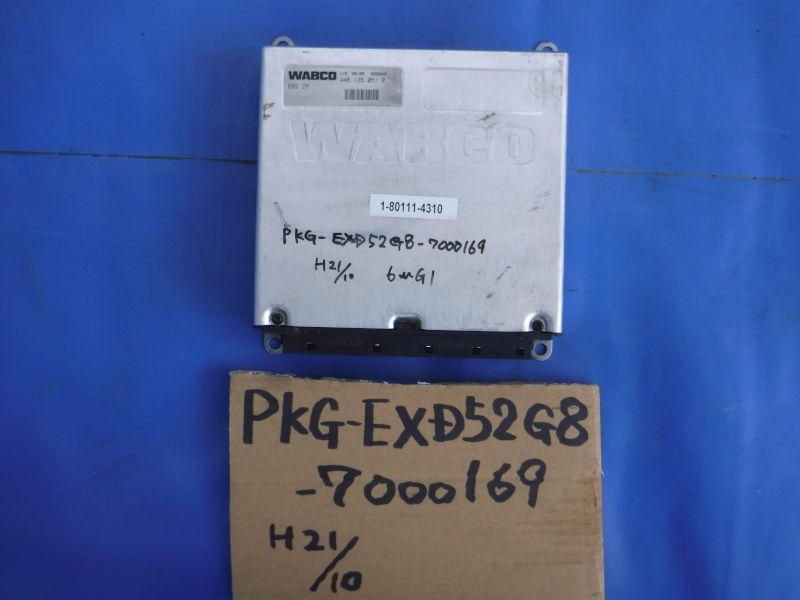 WABCO
446 135 051 0
EBS ZM
WABCO
1-80111-4310
PKG-EXD52G8-7000169
H21/10 6WG1
PKG-EXD52G8
-7000169
H21/10